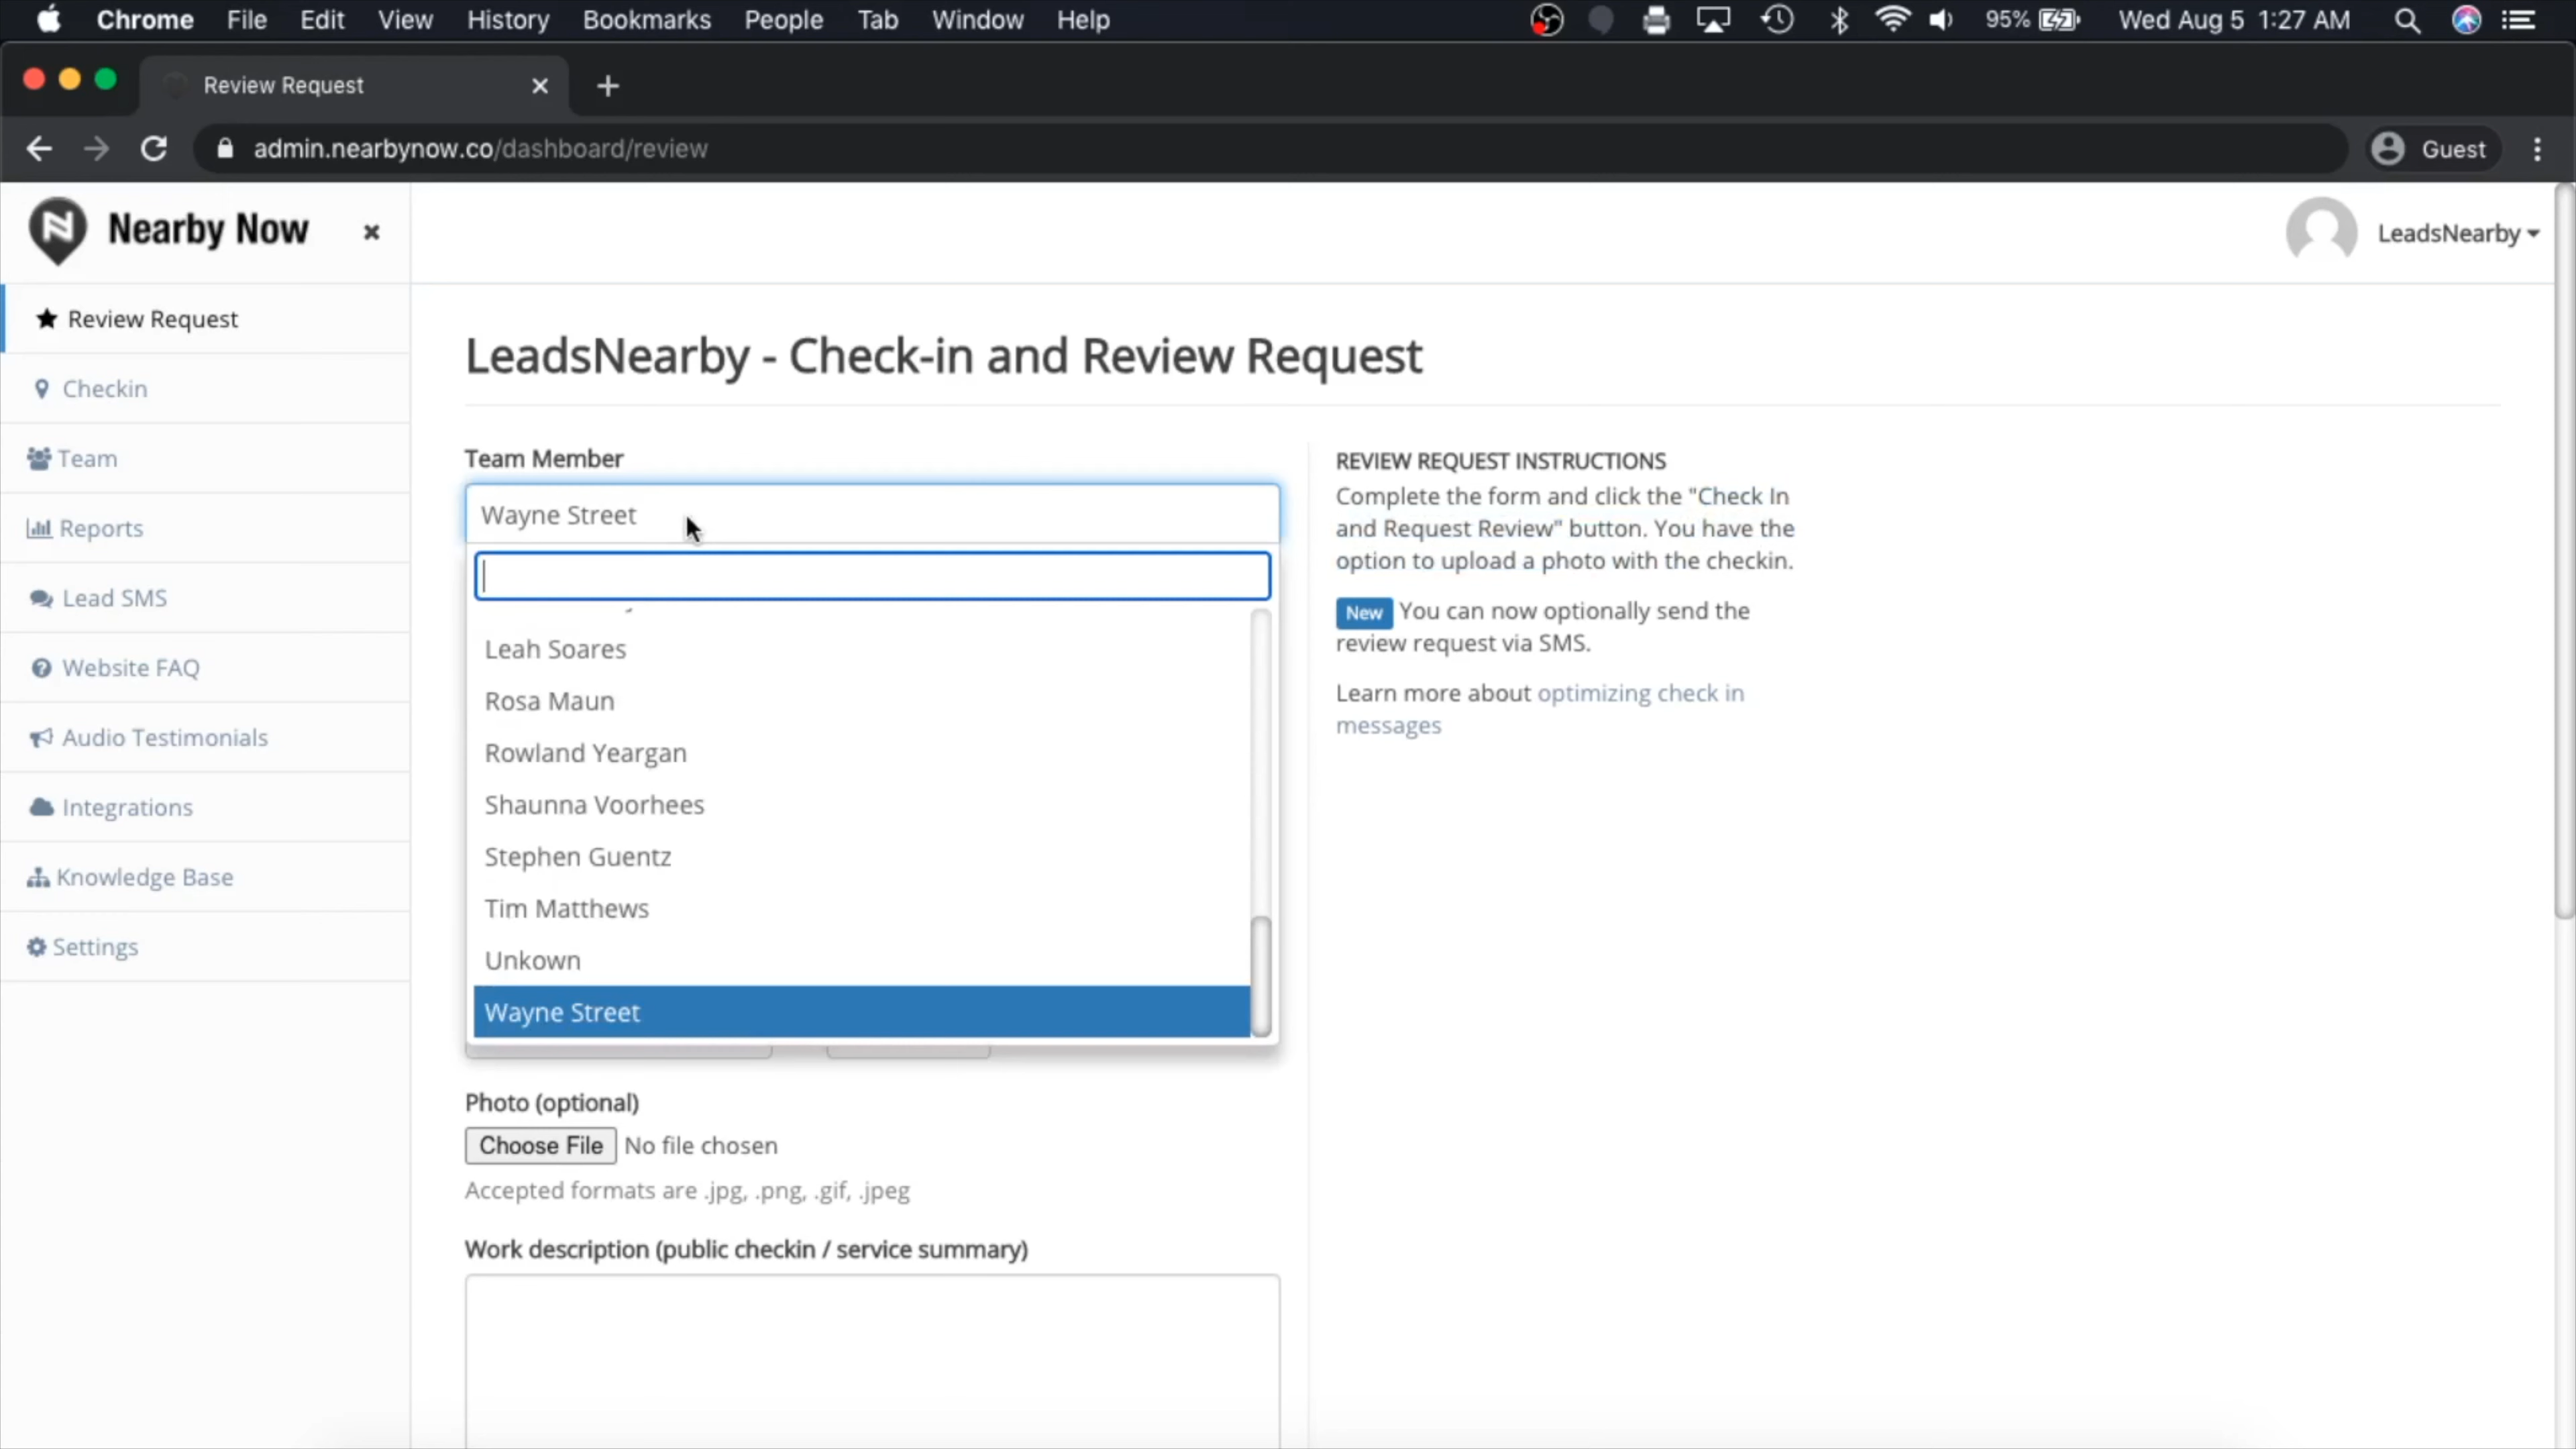 Chrome File Edit View History Bookmarks People Tab Window Help 95% Wed Aug 5 1:27 AM
Review Request
admin.nearbynow.co/dashboard/review Guest
Nearby Now
LeadsNearby
Review Request
Checkin
Team
Reports
Lead SMS
Website FAQ
Audio Testimonials
Integrations
Knowledge Base
Settings
LeadsNearby - Check-in and Review Request
Team Member
Wayne Street
Leah Soares
Rosa Maun
Rowland Yeargan
Shaunna Voorhees
Stephen Guentz
Tim Matthews
Unkown
Wayne Street
Photo (optional)
Choose File No file chosen
Accepted formats are .jpg, .png, .gif, .jpeg
Work description (public checkin / service summary)
REVIEW REQUEST INSTRUCTIONS
Complete the form and click the "Check In
and Request Review" button. You have the
option to upload a photo with the checkin.
New You can now optionally send the
review request via SMS.
Learn more about optimizing check in
messages